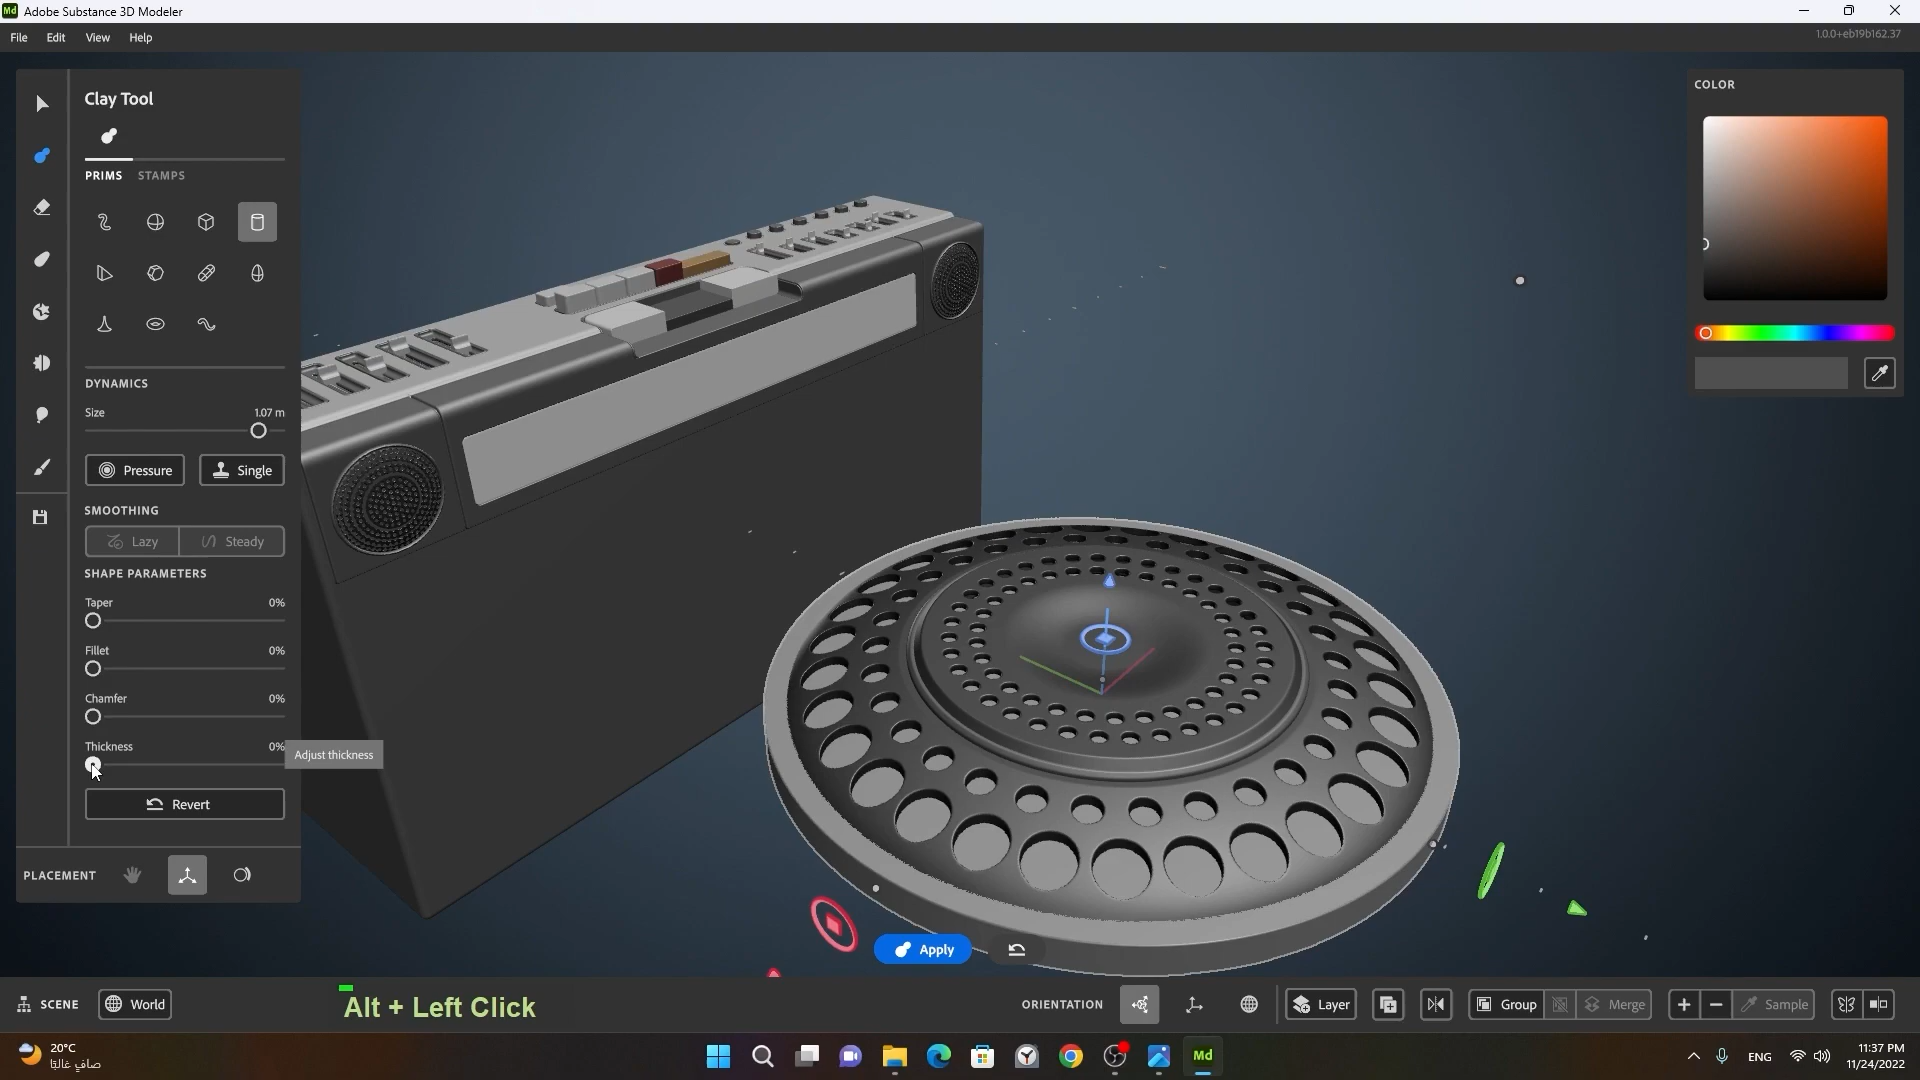 Md Adobe Substance 3D Modeler
File Edit View Help
1.0.0+eb19b162.37
Clay Tool
PRIMS STAMPS
DYNAMICS
Size 1.07 m
Pressure Single
SMOOTHING
Lazy Steady
SHAPE PARAMETERS
Taper 0%
Fillet 0%
Chamfer 0%
Thickness 0%
Adjust thickness
Revert
PLACEMENT
COLOR
Apply
SCENE World
Alt + Left Click
ORIENTATION Layer Group Merge Sample
20°C
صافٍ غالبًا
Md
ENG
11:37 PM
11/24/2022